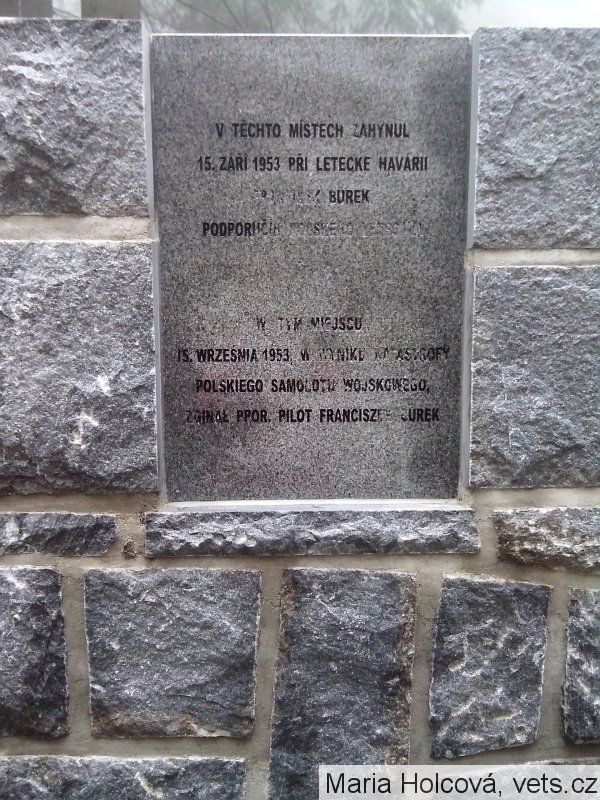 V TĚCHTO MÍSTECH ZAHYNUL
15. ZÁŘÍ 1953 PŘI LETECKÉ HAVÁRII
BUREK
PODPORUČÍK
W TYM MIEJSCU
15. WRZEŚNIA 1953, W WYNIKU KATASTROFY
POLSKIEGO SAMOLOTU WOJSKOWEGO,
ZGINĄŁ PPOR. PILOT FRANCISZEK BUREK
Maria Holcová, vets.cz